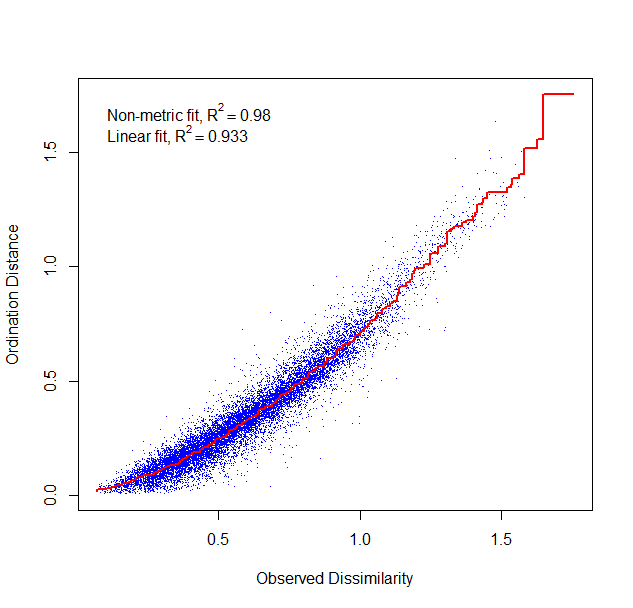 Non-metric fit, R² = 0.98
Linear fit, R² = 0.933
Ordination Distance
0.0
0.5
1.0
1.5
0.5
1.0
1.5
Observed Dissimilarity